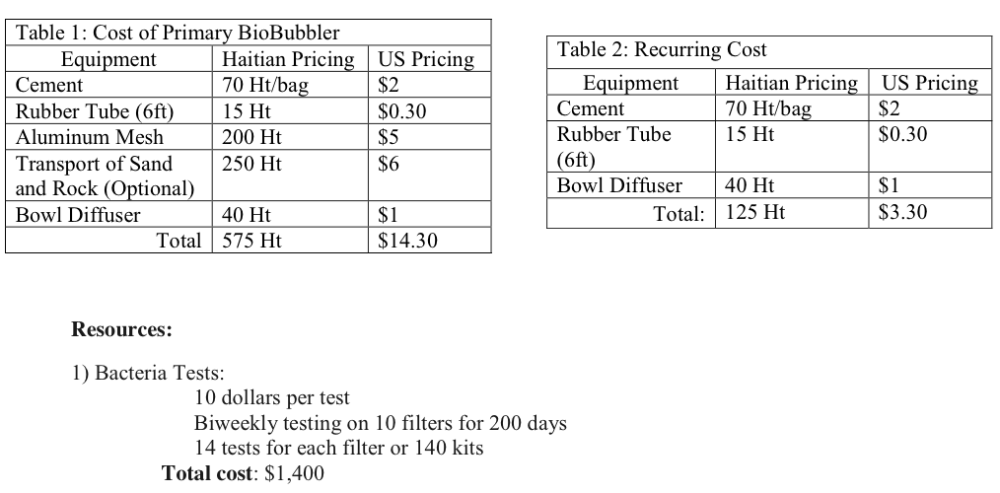 Table 1: Cost of Primary BioBubbler
Equipment Haitian Pricing US Pricing
Cement 70 Ht/bag $2
Rubber Tube (6ft) 15 Ht $0.30
Aluminum Mesh 200 Ht $5
Transport of Sand 250 Ht $6
and Rock (Optional)
Bowl Diffuser 40 Ht $1
Total 575 Ht $14.30
Table 2: Recurring Cost
Equipment Haitian Pricing US Pricing
Cement 70 Ht/bag $2
Rubber Tube 15 Ht $0.30
(6ft)
Bowl Diffuser 40 Ht $1
Total: 125 Ht $3.30
Resources:
1) Bacteria Tests:
10 dollars per test
Biweekly testing on 10 filters for 200 days
14 tests for each filter or 140 kits
Total cost: $1,400